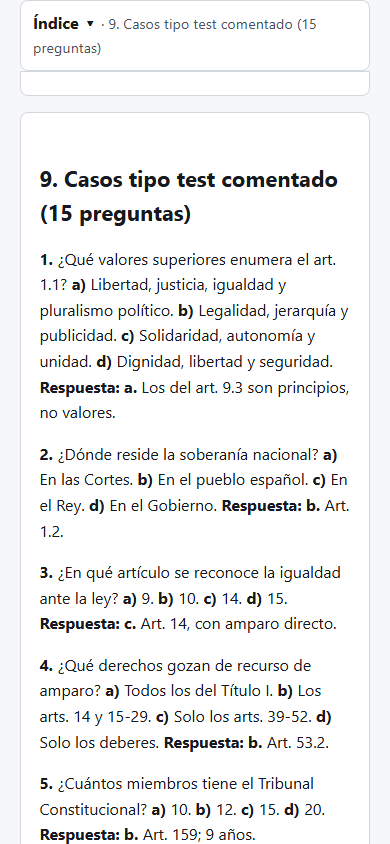 Índice ▼ · 9. Casos tipo test comentado (15
preguntas)
9. Casos tipo test comentado
(15 preguntas)
1. ¿Qué valores superiores enumera el art.
1.1? a) Libertad, justicia, igualdad y
pluralismo político. b) Legalidad, jerarquía y
publicidad. c) Solidaridad, autonomía y
unidad. d) Dignidad, libertad y seguridad.
Respuesta: a. Los del art. 9.3 son principios,
no valores.
2. ¿Dónde reside la soberanía nacional? a)
En las Cortes. b) En el pueblo español. c) En
el Rey. d) En el Gobierno. Respuesta: b. Art.
1.2.
3. ¿En qué artículo se reconoce la igualdad
ante la ley? a) 9. b) 10. c) 14. d) 15.
Respuesta: c. Art. 14, con amparo directo.
4. ¿Qué derechos gozan de recurso de
amparo? a) Todos los del Título I. b) Los
arts. 14 y 15-29. c) Solo los arts. 39-52. d)
Solo los deberes. Respuesta: b. Art. 53.2.
5. ¿Cuántos miembros tiene el Tribunal
Constitucional? a) 10. b) 12. c) 15. d) 20.
Respuesta: b. Art. 159; 9 años.